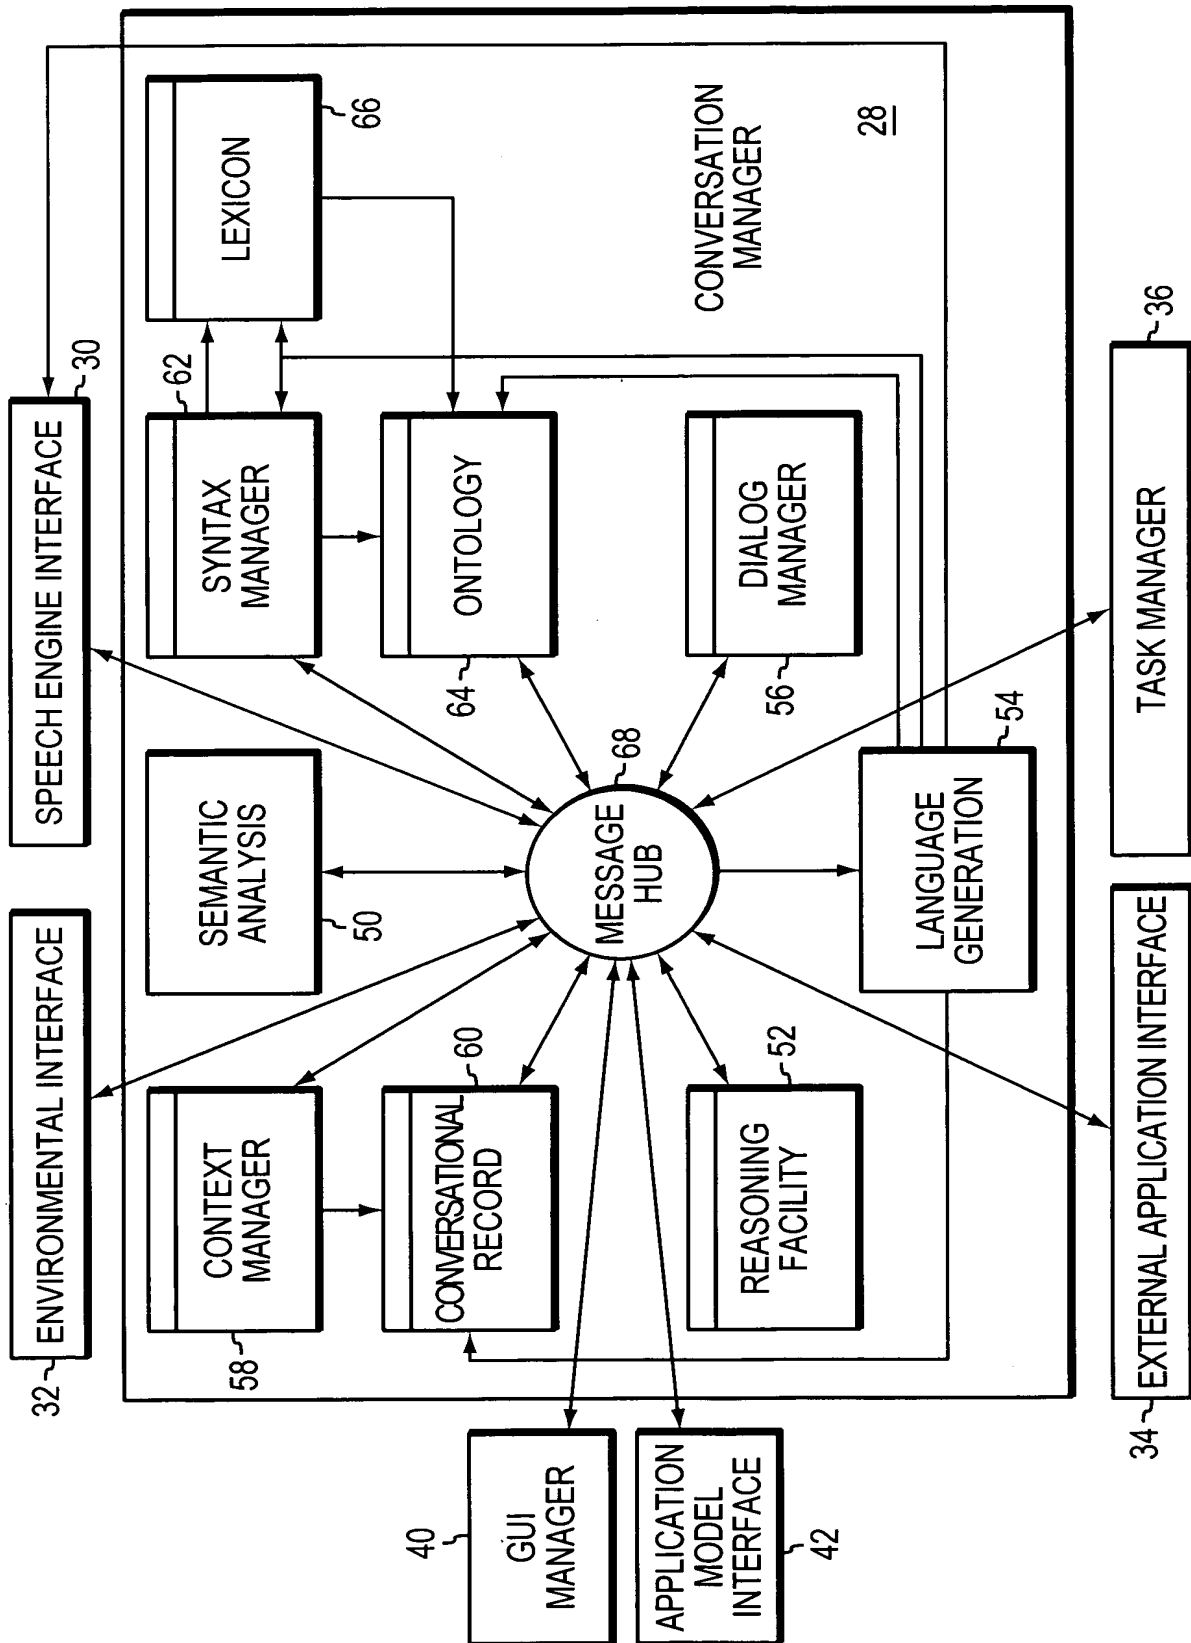 32
ENVIRONMENTAL INTERFACE
SPEECH ENGINE INTERFACE
30
58
CONTEXT
MANAGER
SEMANTIC
ANALYSIS
50
SYNTAX
MANAGER
62
LEXICON
66
40
GUI
MANAGER
CONVERSATIONAL
RECORD
60
64
ONTOLOGY
APPLICATION
MODEL
INTERFACE
42
MESSAGE
HUB
68
CONVERSATION
MANAGER
28
REASONING
FACILITY
52
56
DIALOG
MANAGER
LANGUAGE
GENERATION
54
34
EXTERNAL APPLICATION INTERFACE
TASK MANAGER
36